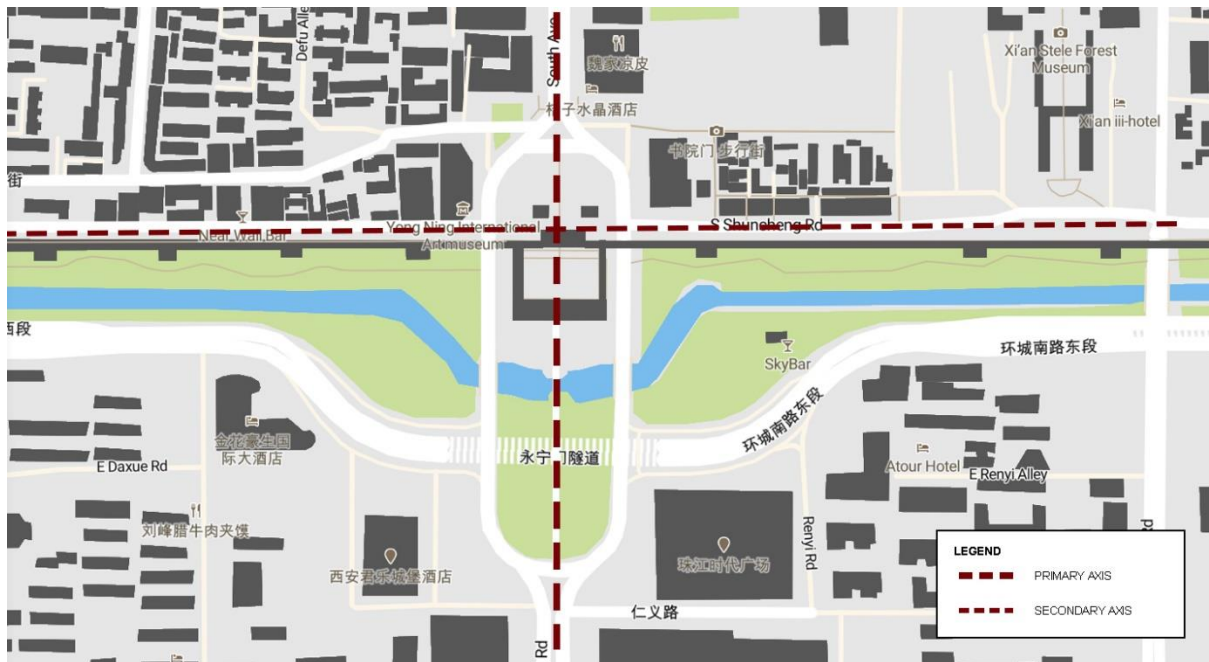 Defu Alle
South Ave
魏家凉皮
桔子水晶酒店
Xi'an Stele Forest
Museum
Xi'an iii-hotel
书院门 步行街
街
Near Wall Bar
Yong Ning International
Art museum
S Shuncheng Rd
西段
SkyBar
环城南路东段
环城南路东段
金花豪生国
际大酒店
永宁门隧道
E Daxue Rd
Atour Hotel
E Renyi Alley
刘峰腊牛肉夹馍
西安君乐城堡酒店
珠江时代广场
Renyi Rd
仁义路
Rd
LEGEND
PRIMARY AXIS
SECONDARY AXIS